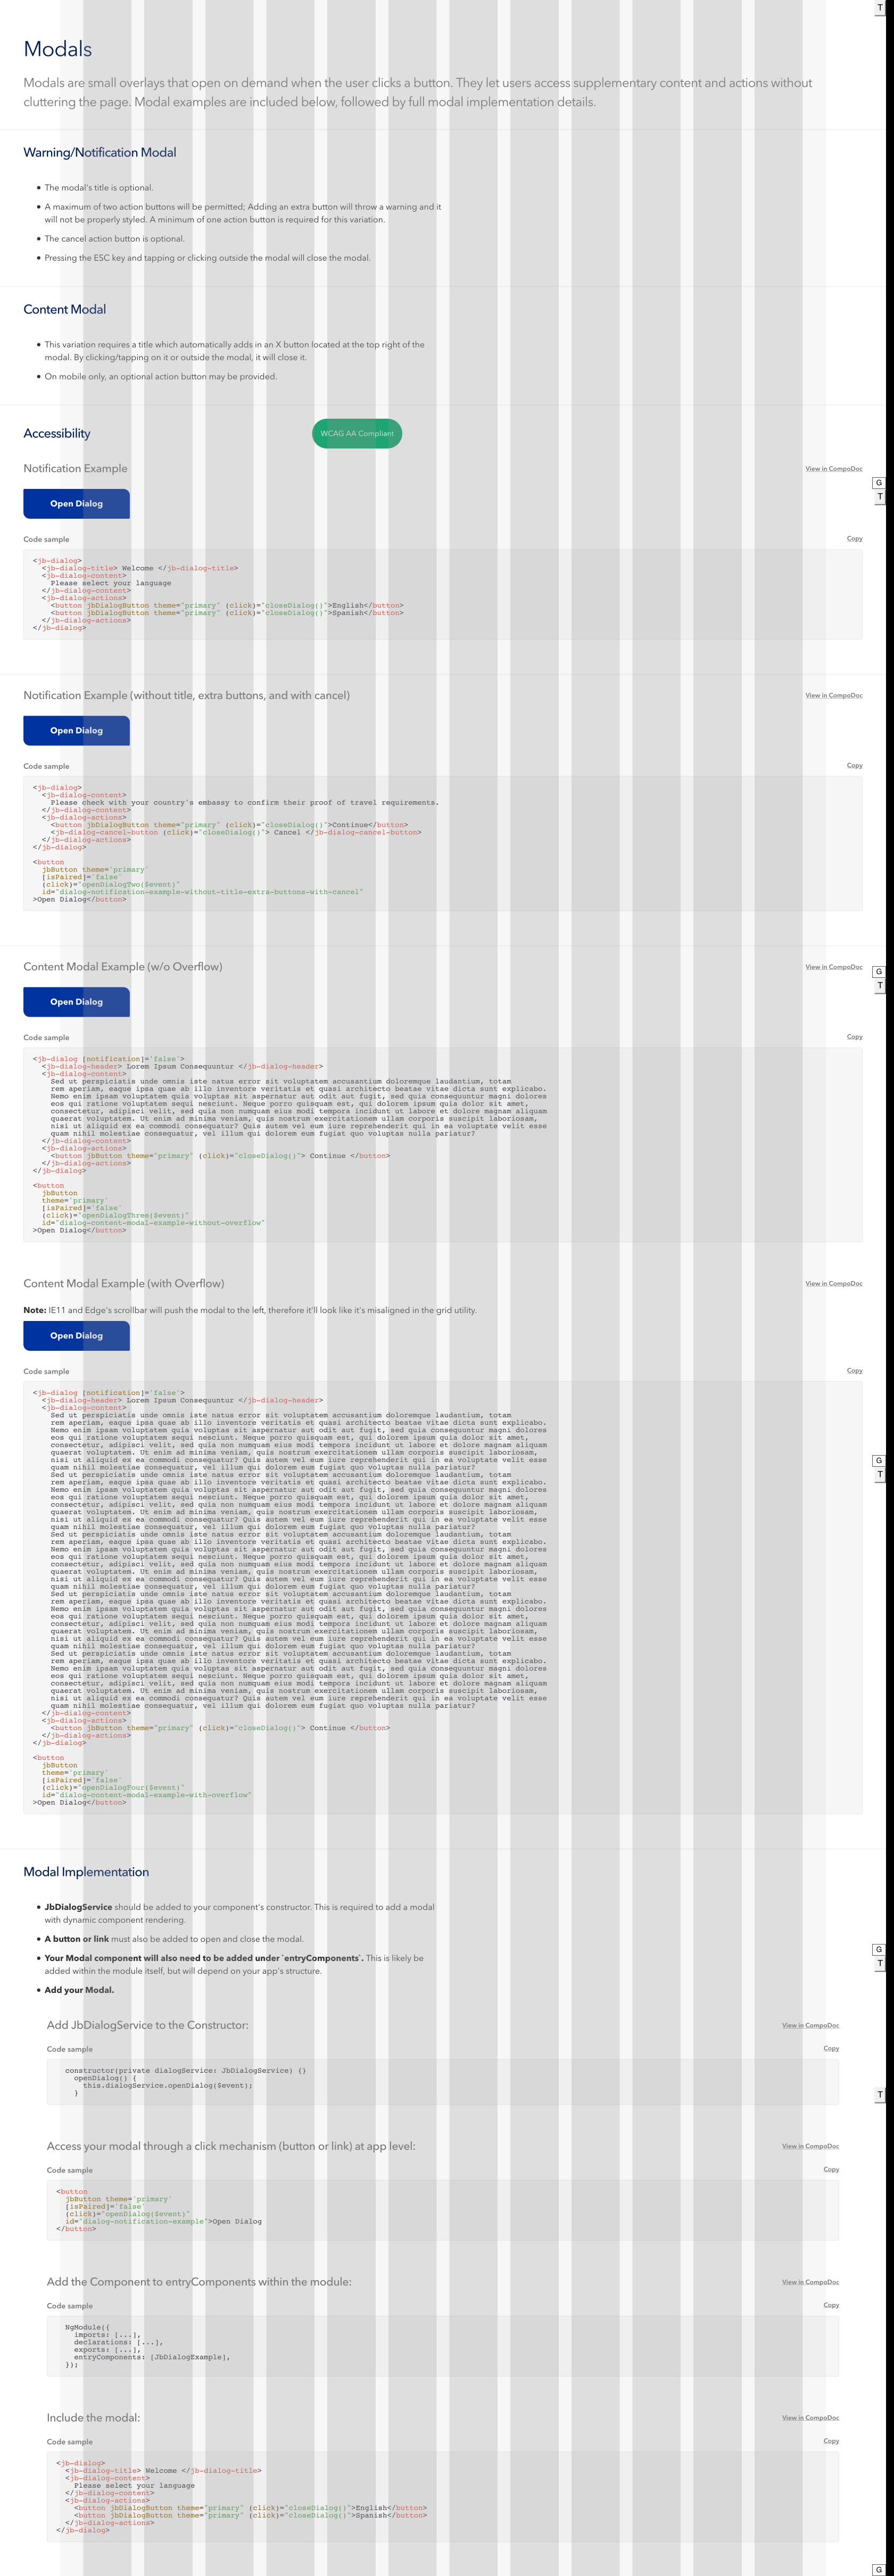 T
Modals
Modals are small overlays that open on demand when the user clicks a button. They let users access supplementary content and actions without
cluttering the page. Modal examples are included below, followed by full modal implementation details.
Warning/Notification Modal
• The modal's title is optional.
• A maximum of two action buttons will be permitted; Adding an extra button will throw a warning and it
will not be properly styled. A minimum of one action button is required for this variation.
• The cancel action button is optional.
• Pressing the ESC key and tapping or clicking outside the modal will close the modal.
Content Modal
• This variation requires a title which automatically adds in an X button located at the top right of the
modal. By clicking/tapping on it or outside the modal, it will close it.
• On mobile only, an optional action button may be provided.
Accessibility
WCAG AA Compliant
Notification Example
View in CompoDoc
G
T
Open Dialog
Code sample
Copy
<jb-dialog>
  <jb-dialog-title> Welcome </jb-dialog-title>
  <jb-dialog-content>
    Please select your language
  </jb-dialog-content>
  <jb-dialog-actions>
    <button jbDialogButton theme="primary" (click)="closeDialog()">English</button>
    <button jbDialogButton theme="primary" (click)="closeDialog()">Spanish</button>
  </jb-dialog-actions>
</jb-dialog>
Notification Example (without title, extra buttons, and with cancel)
View in CompoDoc
Open Dialog
Code sample
Copy
<jb-dialog>
  <jb-dialog-content>
    Please check with your country's embassy to confirm their proof of travel requirements.
  </jb-dialog-content>
  <jb-dialog-actions>
    <button jbDialogButton theme="primary" (click)="closeDialog()">Continue</button>
    <jb-dialog-cancel-button (click)="closeDialog()"> Cancel </jb-dialog-cancel-button>
  </jb-dialog-actions>
</jb-dialog>
<button
  jbButton theme='primary'
  [isPaired]='false'
  (click)="openDialogTwo($event)"
  id="dialog-notification-example-without-title-extra-buttons-with-cancel"
>Open Dialog</button>
Content Modal Example (w/o Overflow)
View in CompoDoc
G
T
Open Dialog
Code sample
Copy
<jb-dialog [notification]='false'>
  <jb-dialog-header> Lorem Ipsum Consequuntur </jb-dialog-header>
  <jb-dialog-content>
    Sed ut perspiciatis unde omnis iste natus error sit voluptatem accusantium doloremque laudantium, totam
    rem aperiam, eaque ipsa quae ab illo inventore veritatis et quasi architecto beatae vitae dicta sunt explicabo.
    Nemo enim ipsam voluptatem quia voluptas sit aspernatur aut odit aut fugit, sed quia consequuntur magni dolores
    eos qui ratione voluptatem sequi nesciunt. Neque porro quisquam est, qui dolorem ipsum quia dolor sit amet,
    consectetur, adipisci velit, sed quia non numquam eius modi tempora incidunt ut labore et dolore magnam aliquam
    quaerat voluptatem. Ut enim ad minima veniam, quis nostrum exercitationem ullam corporis suscipit laboriosam,
    nisi ut aliquid ex ea commodi consequatur? Quis autem vel eum iure reprehenderit qui in ea voluptate velit esse
    quam nihil molestiae consequatur, vel illum qui dolorem eum fugiat quo voluptas nulla pariatur?
  </jb-dialog-content>
  <jb-dialog-actions>
    <button jbButton theme="primary" (click)="closeDialog()"> Continue </button>
  </jb-dialog-actions>
</jb-dialog>
<button
  jbButton
  theme='primary'
  [isPaired]='false'
  (click)="openDialogThree($event)"
  id="dialog-content-modal-example-without-overflow"
>Open Dialog</button>
Content Modal Example (with Overflow)
View in CompoDoc
Note: IE11 and Edge's scrollbar will push the modal to the left, therefore it'll look like it's misaligned in the grid utility.
Open Dialog
Code sample
Copy
<jb-dialog [notification]='false'>
  <jb-dialog-header> Lorem Ipsum Consequuntur </jb-dialog-header>
  <jb-dialog-content>
    Sed ut perspiciatis unde omnis iste natus error sit voluptatem accusantium doloremque laudantium, totam
    rem aperiam, eaque ipsa quae ab illo inventore veritatis et quasi architecto beatae vitae dicta sunt explicabo.
    Nemo enim ipsam voluptatem quia voluptas sit aspernatur aut odit aut fugit, sed quia consequuntur magni dolores
    eos qui ratione voluptatem sequi nesciunt. Neque porro quisquam est, qui dolorem ipsum quia dolor sit amet,
    consectetur, adipisci velit, sed quia non numquam eius modi tempora incidunt ut labore et dolore magnam aliquam
    quaerat voluptatem. Ut enim ad minima veniam, quis nostrum exercitationem ullam corporis suscipit laboriosam,
    nisi ut aliquid ex ea commodi consequatur? Quis autem vel eum iure reprehenderit qui in ea voluptate velit esse
    quam nihil molestiae consequatur, vel illum qui dolorem eum fugiat quo voluptas nulla pariatur?
    Sed ut perspiciatis unde omnis iste natus error sit voluptatem accusantium doloremque laudantium, totam
    rem aperiam, eaque ipsa quae ab illo inventore veritatis et quasi architecto beatae vitae dicta sunt explicabo.
    Nemo enim ipsam voluptatem quia voluptas sit aspernatur aut odit aut fugit, sed quia consequuntur magni dolores
    eos qui ratione voluptatem sequi nesciunt. Neque porro quisquam est, qui dolorem ipsum quia dolor sit amet,
    consectetur, adipisci velit, sed quia non numquam eius modi tempora incidunt ut labore et dolore magnam aliquam
    quaerat voluptatem. Ut enim ad minima veniam, quis nostrum exercitationem ullam corporis suscipit laboriosam,
    nisi ut aliquid ex ea commodi consequatur? Quis autem vel eum iure reprehenderit qui in ea voluptate velit esse
    quam nihil molestiae consequatur, vel illum qui dolorem eum fugiat quo voluptas nulla pariatur?
    Sed ut perspiciatis unde omnis iste natus error sit voluptatem accusantium doloremque laudantium, totam
    rem aperiam, eaque ipsa quae ab illo inventore veritatis et quasi architecto beatae vitae dicta sunt explicabo.
    Nemo enim ipsam voluptatem quia voluptas sit aspernatur aut odit aut fugit, sed quia consequuntur magni dolores
    eos qui ratione voluptatem sequi nesciunt. Neque porro quisquam est, qui dolorem ipsum quia dolor sit amet,
    consectetur, adipisci velit, sed quia non numquam eius modi tempora incidunt ut labore et dolore magnam aliquam
    quaerat voluptatem. Ut enim ad minima veniam, quis nostrum exercitationem ullam corporis suscipit laboriosam,
    nisi ut aliquid ex ea commodi consequatur? Quis autem vel eum iure reprehenderit qui in ea voluptate velit esse
    quam nihil molestiae consequatur, vel illum qui dolorem eum fugiat quo voluptas nulla pariatur?
    Sed ut perspiciatis unde omnis iste natus error sit voluptatem accusantium doloremque laudantium, totam
    rem aperiam, eaque ipsa quae ab illo inventore veritatis et quasi architecto beatae vitae dicta sunt explicabo.
    Nemo enim ipsam voluptatem quia voluptas sit aspernatur aut odit aut fugit, sed quia consequuntur magni dolores
    eos qui ratione voluptatem sequi nesciunt. Neque porro quisquam est, qui dolorem ipsum quia dolor sit amet,
    consectetur, adipisci velit, sed quia non numquam eius modi tempora incidunt ut labore et dolore magnam aliquam
    quaerat voluptatem. Ut enim ad minima veniam, quis nostrum exercitationem ullam corporis suscipit laboriosam,
    nisi ut aliquid ex ea commodi consequatur? Quis autem vel eum iure reprehenderit qui in ea voluptate velit esse
    quam nihil molestiae consequatur, vel illum qui dolorem eum fugiat quo voluptas nulla pariatur?
    Sed ut perspiciatis unde omnis iste natus error sit voluptatem accusantium doloremque laudantium, totam
    rem aperiam, eaque ipsa quae ab illo inventore veritatis et quasi architecto beatae vitae dicta sunt explicabo.
    Nemo enim ipsam voluptatem quia voluptas sit aspernatur aut odit aut fugit, sed quia consequuntur magni dolores
    eos qui ratione voluptatem sequi nesciunt. Neque porro quisquam est, qui dolorem ipsum quia dolor sit amet,
    consectetur, adipisci velit, sed quia non numquam eius modi tempora incidunt ut labore et dolore magnam aliquam
    quaerat voluptatem. Ut enim ad minima veniam, quis nostrum exercitationem ullam corporis suscipit laboriosam,
    nisi ut aliquid ex ea commodi consequatur? Quis autem vel eum iure reprehenderit qui in ea voluptate velit esse
    quam nihil molestiae consequatur, vel illum qui dolorem eum fugiat quo voluptas nulla pariatur?
  </jb-dialog-content>
  <jb-dialog-actions>
    <button jbButton theme="primary" (click)="closeDialog()"> Continue </button>
  </jb-dialog-actions>
</jb-dialog>
<button
  jbButton
  theme='primary'
  [isPaired]='false'
  (click)="openDialogFour($event)"
  id="dialog-content-modal-example-with-overflow"
>Open Dialog</button>
G
T
Modal Implementation
• JbDialogService should be added to your component's constructor. This is required to add a modal
with dynamic component rendering.
• A button or link must also be added to open and close the modal.
• Your Modal component will also need to be added under `entryComponents`. This is likely be
added within the module itself, but will depend on your app's structure.
• Add your Modal.
G
T
Add JbDialogService to the Constructor:
View in CompoDoc
Code sample
Copy
constructor(private dialogService: JbDialogService) {}
  openDialog() {
    this.dialogService.openDialog($event);
  }
T
Access your modal through a click mechanism (button or link) at app level:
View in CompoDoc
Code sample
Copy
<button
  jbButton theme='primary'
  [isPaired]='false'
  (click)="openDialog($event)"
  id="dialog-notification-example">Open Dialog
</button>
Add the Component to entryComponents within the module:
View in CompoDoc
Code sample
Copy
NgModule({
  imports: [...],
  declarations: [...],
  exports: [...],
  entryComponents: [JbDialogExample],
});
Include the modal:
View in CompoDoc
Code sample
Copy
<jb-dialog>
  <jb-dialog-title> Welcome </jb-dialog-title>
  <jb-dialog-content>
    Please select your language
  </jb-dialog-content>
  <jb-dialog-actions>
    <button jbDialogButton theme="primary" (click)="closeDialog()">English</button>
    <button jbDialogButton theme="primary" (click)="closeDialog()">Spanish</button>
  </jb-dialog-actions>
</jb-dialog>
G